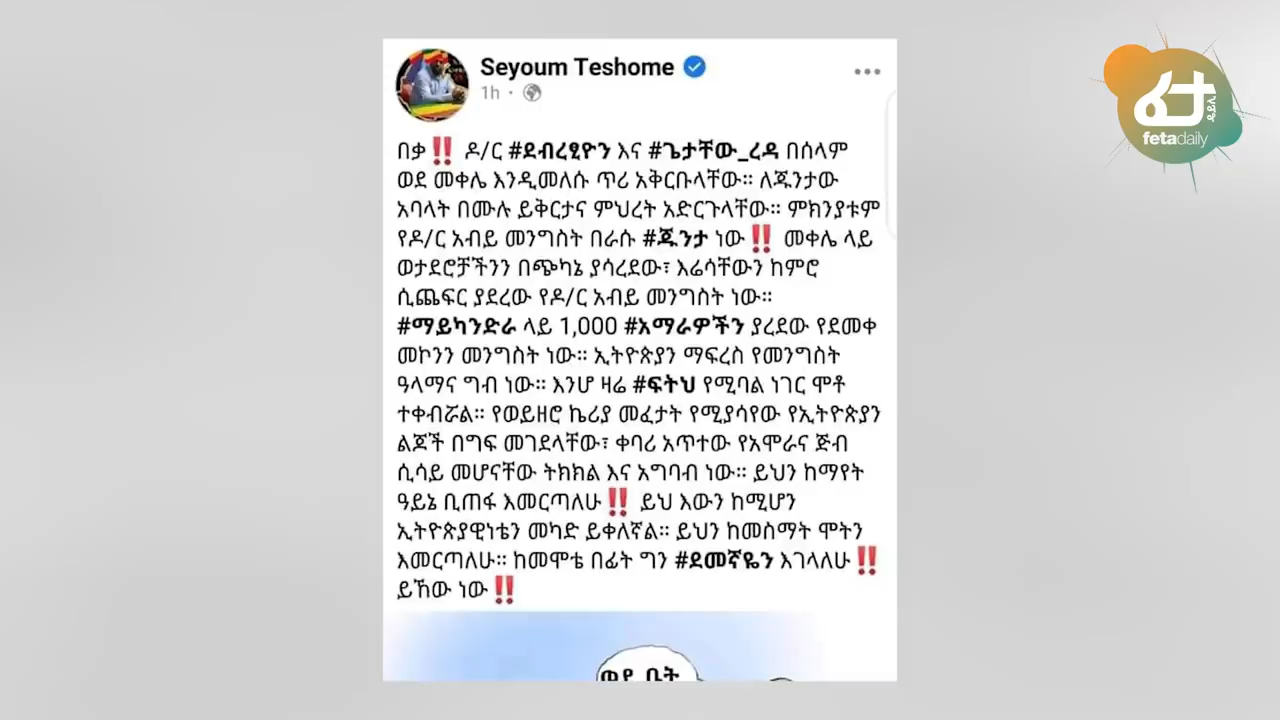 Seyoum Teshome
1h ·
በቃ‼️ ዶ/ር #ደብረፂዮን እና #ጌታቸው_ረዳ በሰላም
ወደ መቀሌ እንዲመለሱ ጥሪ አቅርቡላቸው። ለጁንታው
አባላት በሙሉ ይቅርታና ምህረት አድርጉላቸው። ምክንያቱም
የዶ/ር አብይ መንግስት በራሱ #ጁንታ ነው‼️ መቀሌ ላይ
ወታደሮቻችንን በጭካኔ ያሳረደው፣ እሬሳቸውን ከምሮ
ሲጨፍር ያደረው የዶ/ር አብይ መንግስት ነው።
#ማይካንድራ ላይ 1,000 #አማራዎችን ያረደው የደመቀ
መኮንን መንግስት ነው። ኢትዮጵያን ማፍረስ የመንግስት
ዓላማና ግብ ነው። እንሆ ዛሬ #ፍትህ የሚባል ነገር ሞቶ
ተቀብሯል። የወይዘሮ ኬሪያ መፈታት የሚያሳየው የኢትዮጵያን
ልጆች በግፍ መገደላቸው፣ ቀባሪ አጥተው የአሞራና ጅብ
ሲሳይ መሆናቸው ትክክል እና አግባብ ነው። ይህን ከማየት
ዓይኔ ቢጠፋ እመርጣለሁ‼️ ይህ እውን ከሚሆን
ኢትዮጵያዊነቴን መካድ ይቀለኛል። ይህን ከመስማት ሞትን
እመርጣለሁ። ከመሞቴ በፊት ግን #ደመኛዬን እገላለሁ‼️
ይኸው ነው‼️
ወየ ቤት
ፈታ
ዴይሊ
fetadaily